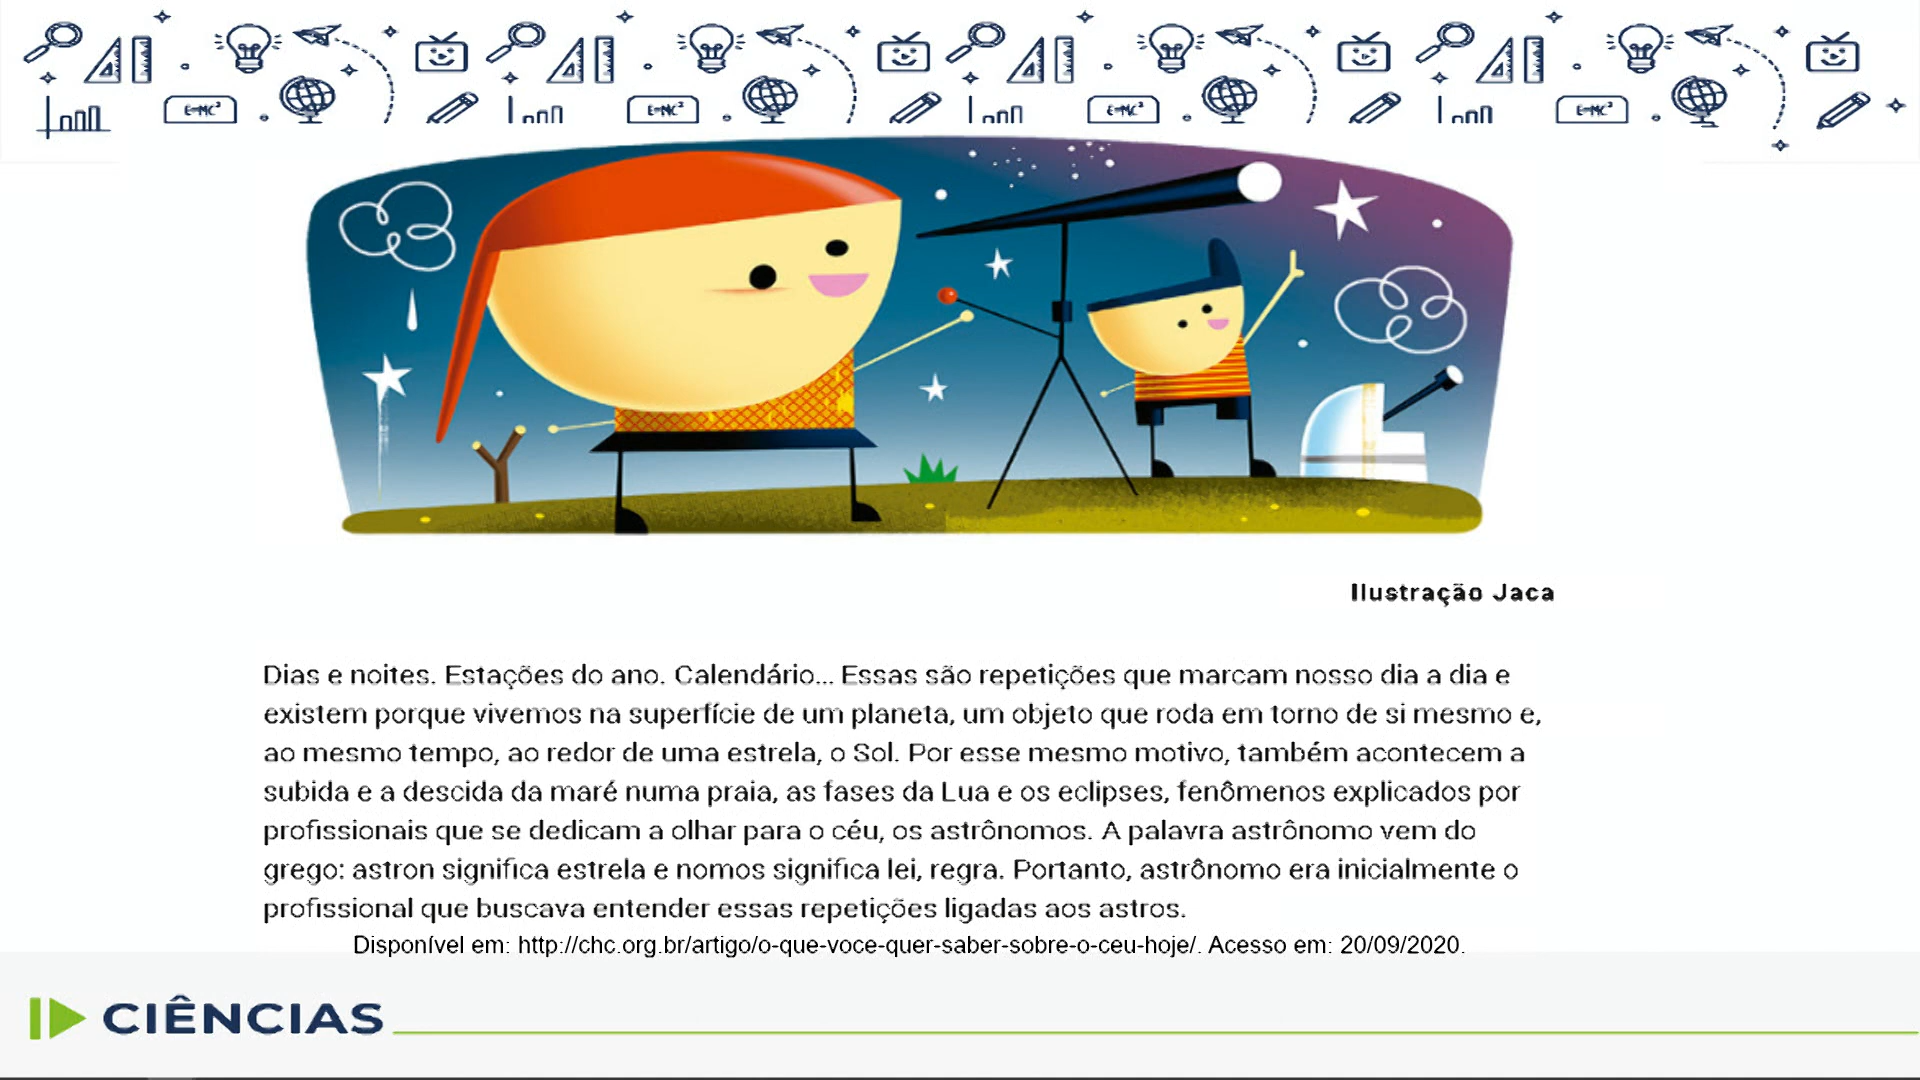 E=MC² E=MC² E=MC² E=MC²
Ilustração Jaca
Dias e noites. Estações do ano. Calendário... Essas são repetições que marcam nosso dia a dia e
existem porque vivemos na superfície de um planeta, um objeto que roda em torno de si mesmo e,
ao mesmo tempo, ao redor de uma estrela, o Sol. Por esse mesmo motivo, também acontecem a
subida e a descida da maré numa praia, as fases da Lua e os eclipses, fenômenos explicados por
profissionais que se dedicam a olhar para o céu, os astrônomos. A palavra astrônomo vem do
grego: astron significa estrela e nomos significa lei, regra. Portanto, astrônomo era inicialmente o
profissional que buscava entender essas repetições ligadas aos astros.
Disponível em: http://chc.org.br/artigo/o-que-voce-quer-saber-sobre-o-ceu-hoje/. Acesso em: 20/09/2020.
CIÊNCIAS